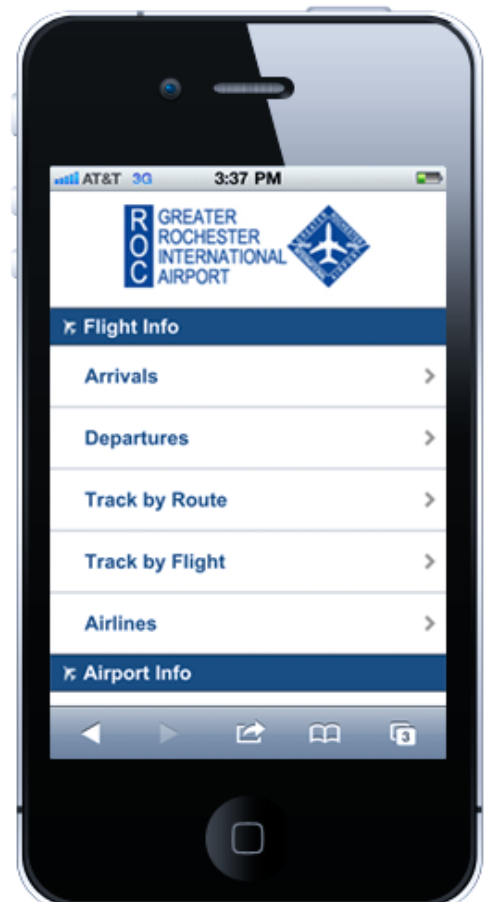 AT&T 3G 3:37 PM
ROC
GREATER
ROCHESTER
INTERNATIONAL
AIRPORT
Flight Info
Arrivals
Departures
Track by Route
Track by Flight
Airlines
Airport Info
3